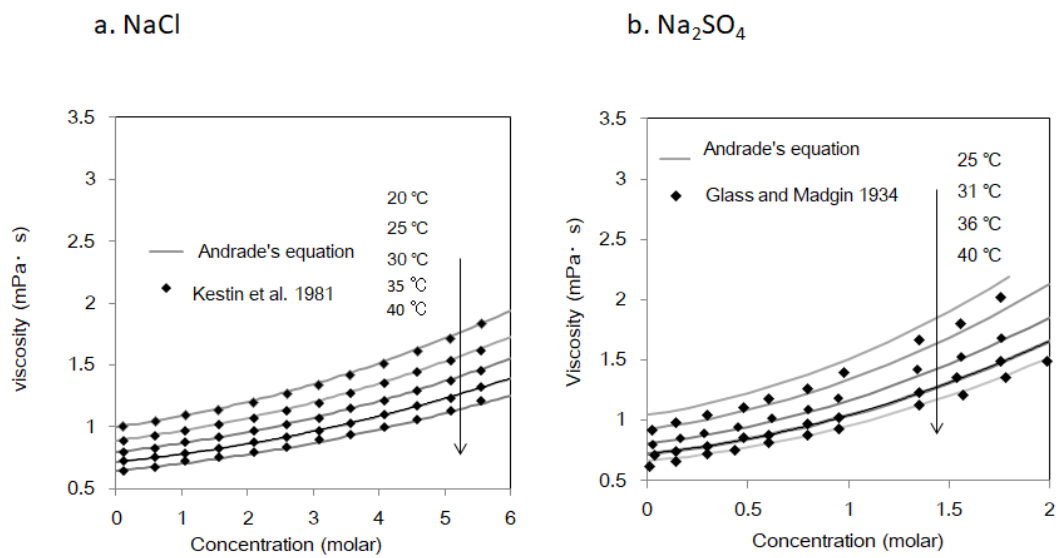 a. NaCl
3.5
3
2.5
2
1.5
1
0.5
0 1 2 3 4 5 6
viscosity (mPa· s)
Concentration (molar)
Andrade's equation
Kestin et al. 1981
20 °C
25 °C
30 °C
35 ℃
40 ℃
b. Na₂SO₄
3.5
3
2.5
2
1.5
1
0.5
0 0.5 1 1.5 2
Viscosity (mPa· s)
Concentration (molar)
Andrade's equation
Glass and Madgin 1934
25 °C
31 °C
36 °C
40 °C